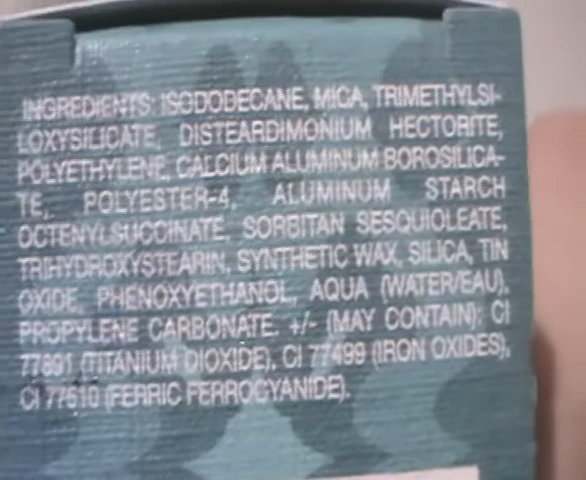 INGREDIENTS: ISODODECANE, MICA, TRIMETHYLSI-
LOXYSILICATE, DISTEARDIMONIUM HECTORITE,
POLYETHYLENE, CALCIUM ALUMINUM BOROSILICA-
TE, POLYESTER-4, ALUMINUM STARCH
OCTENYLSUCCINATE, SORBITAN SESQUIOLEATE,
TRIHYDROXYSTEARIN, SYNTHETIC WAX, SILICA, TIN
OXIDE, PHENOXYETHANOL, AQUA (WATER/EAU),
PROPYLENE CARBONATE. +/- (MAY CONTAIN): CI
77891 (TITANIUM DIOXIDE), CI 77499 (IRON OXIDES),
CI 77510 (FERRIC FERROCYANIDE).